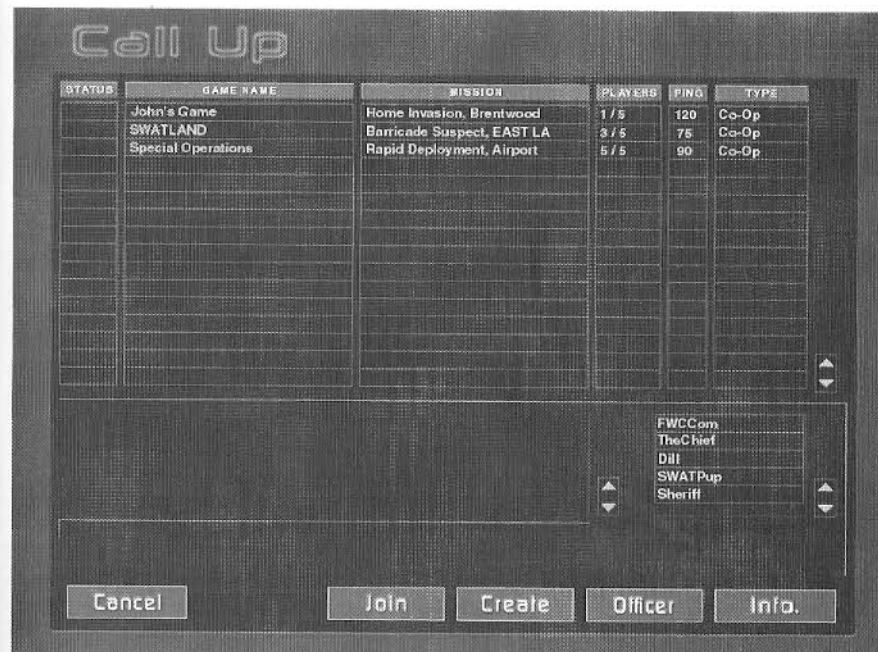 Call Up
STATUS GAME NAME MISSION PLAYERS PING TYPE
John's Game Home Invasion, Brentwood 1 / 5 120 Co-Op
SWATLAND Barricade Suspect, EAST LA 3 / 5 75 Co-Op
Special Operations Rapid Deployment, Airport 5 / 5 90 Co-Op
FWCCom
TheChief
Dill
SWATPup
Sheriff
Cancel Join Create Officer Info.